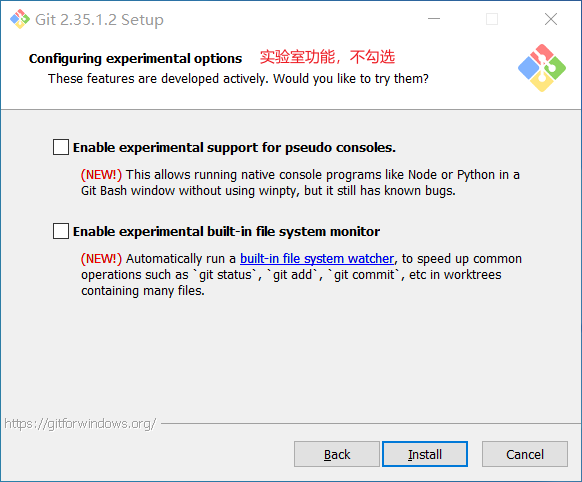 Git 2.35.1.2 Setup
Configuring experimental options 实验室功能，不勾选
These features are developed actively. Would you like to try them?
Enable experimental support for pseudo consoles.
(NEW!) This allows running native console programs like Node or Python in a
Git Bash window without using winpty, but it still has known bugs.
Enable experimental built-in file system monitor
(NEW!) Automatically run a built-in file system watcher, to speed up common
operations such as `git status`, `git add`, `git commit`, etc in worktrees
containing many files.
https://gitforwindows.org/
Back Install Cancel